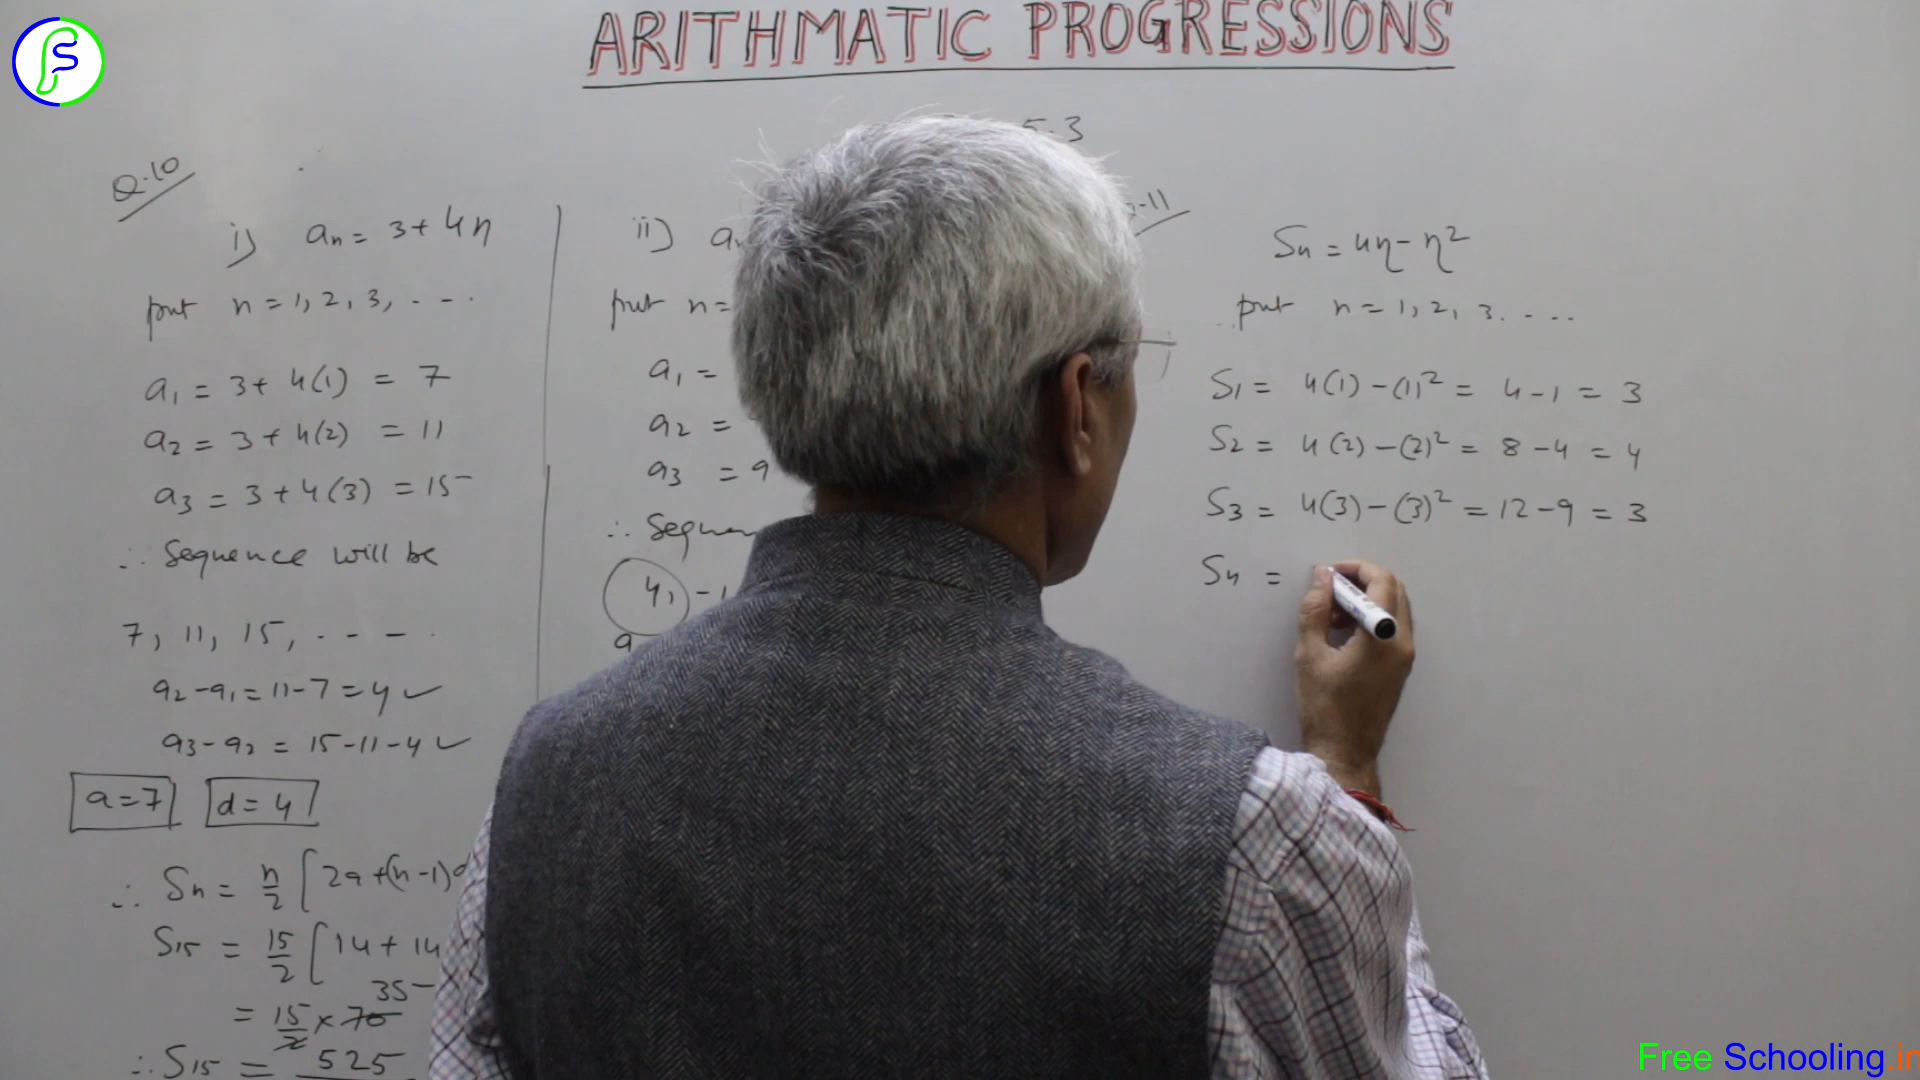 ARITHMATIC PROGRESSIONS
5.3
Q.10
i) an = 3 + 4n
put n = 1, 2, 3, . - - .
a1 = 3 + 4(1) = 7
a2 = 3 + 4(2) = 11
a3 = 3 + 4(3) = 15
∴ Sequence will be
7, 11, 15, . - - - .
a2 - a1 = 11 - 7 = 4 ✓
a3 - a2 = 15 - 11 - 4 ✓
a = 7 d = 4
∴ Sn = n/2 [ 2a + (n - 1)
S15 = 15/2 [ 14 + 14
35
= 15/2 × 70
∴ S15 = 525
ii)
put n =
a1 =
a2 =
a3 = 9
∴
4, -
a
-11
Sn = 4n - n²
put n = 1, 2, 3. . . . .
S1 = 4(1) - (1)² = 4 - 1 = 3
S2 = 4(2) - (2)² = 8 - 4 = 4
S3 = 4(3) - (3)² = 12 - 9 = 3
S4 =
fS
Free Schooling.in